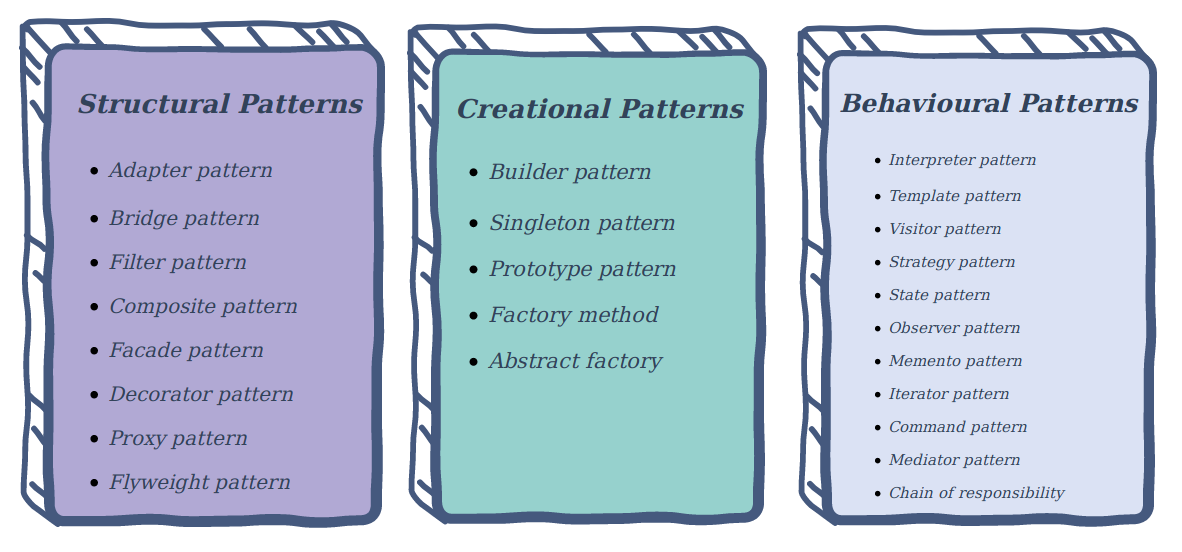 Structural Patterns
Adapter pattern
Bridge pattern
Filter pattern
Composite pattern
Facade pattern
Decorator pattern
Proxy pattern
Flyweight pattern
Creational Patterns
Builder pattern
Singleton pattern
Prototype pattern
Factory method
Abstract factory
Behavioural Patterns
Interpreter pattern
Template pattern
Visitor pattern
Strategy pattern
State pattern
Observer pattern
Memento pattern
Iterator pattern
Command pattern
Mediator pattern
Chain of responsibility